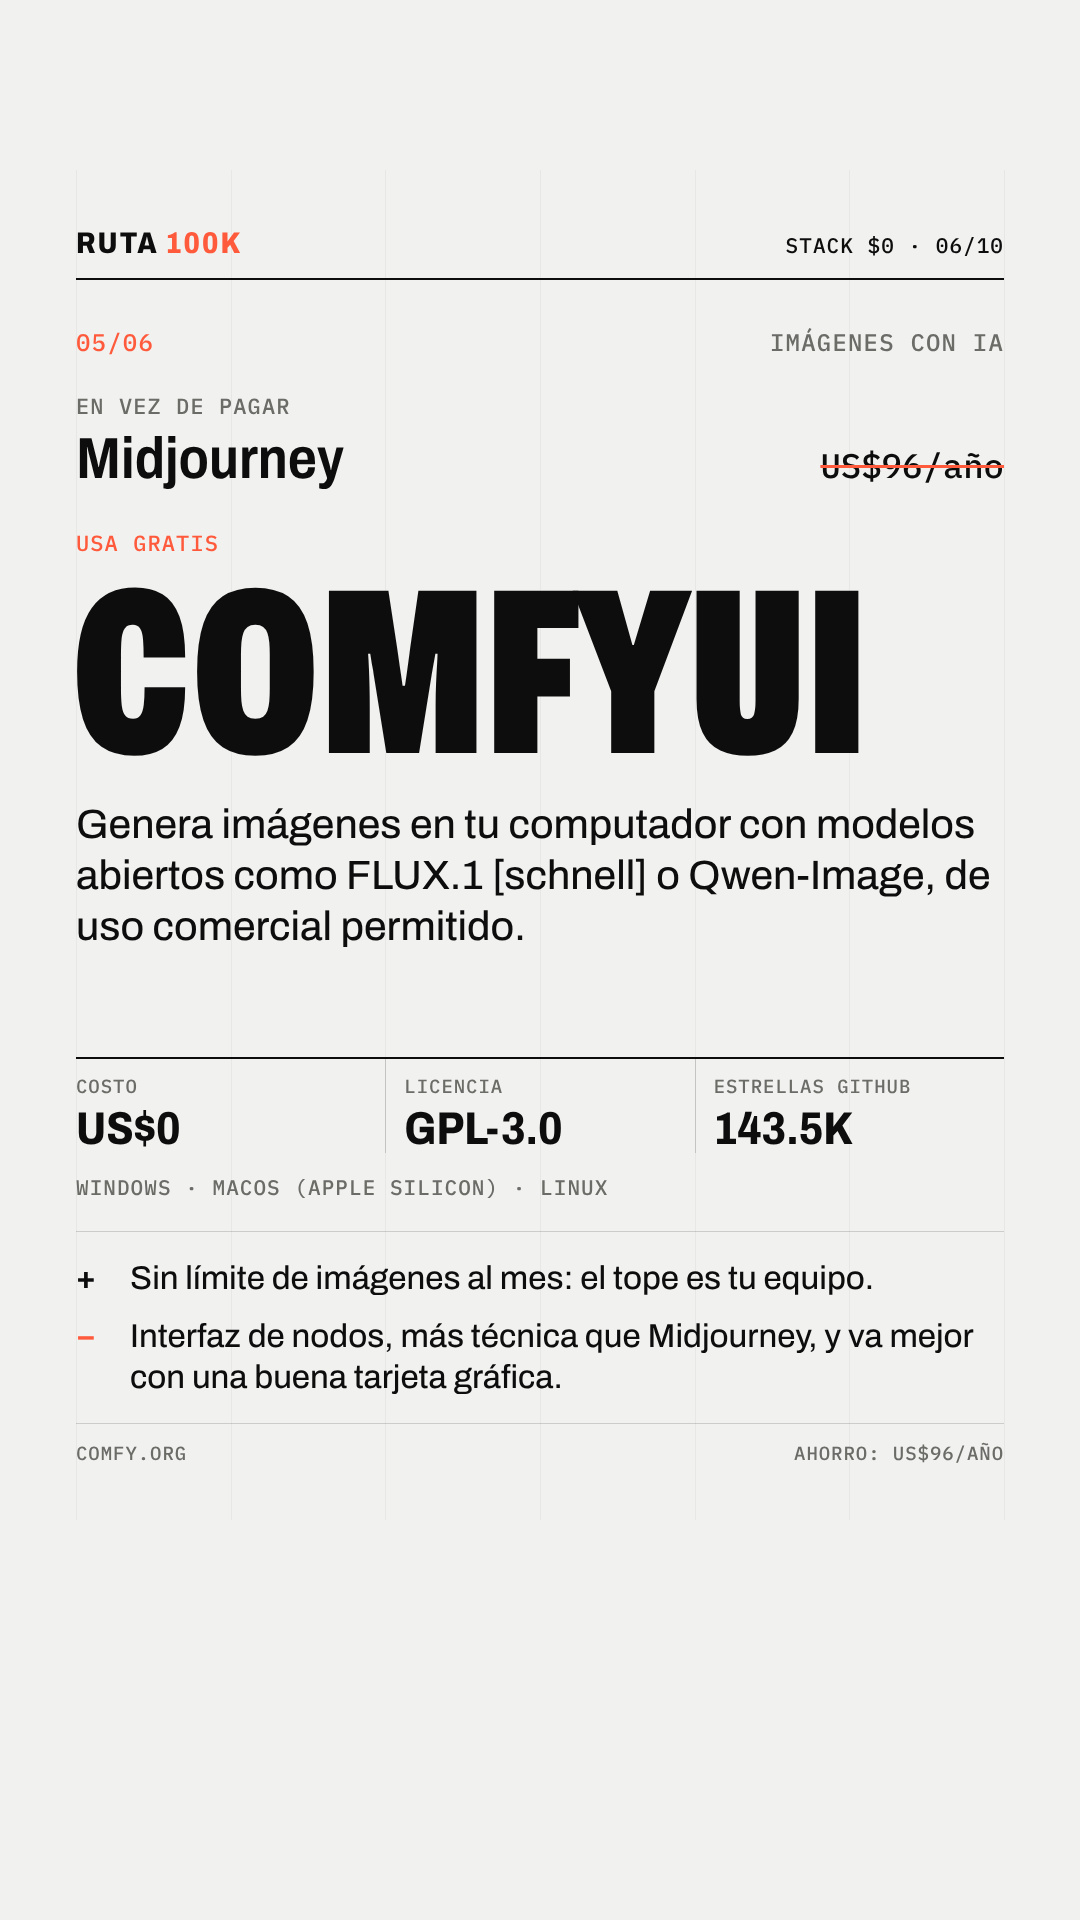 RUTA 100K
STACK $0 · 06/10
05/06
IMÁGENES CON IA
EN VEZ DE PAGAR
Midjourney
US$96/año
USA GRATIS
COMFYUI
Genera imágenes en tu computador con modelos
abiertos como FLUX.1 [schnell] o Qwen-Image, de
uso comercial permitido.
COSTO
US$0
LICENCIA
GPL-3.0
ESTRELLAS GITHUB
143.5K
WINDOWS · MACOS (APPLE SILICON) · LINUX
+ Sin límite de imágenes al mes: el tope es tu equipo.
– Interfaz de nodos, más técnica que Midjourney, y va mejor
con una buena tarjeta gráfica.
COMFY.ORG
AHORRO: US$96/AÑO